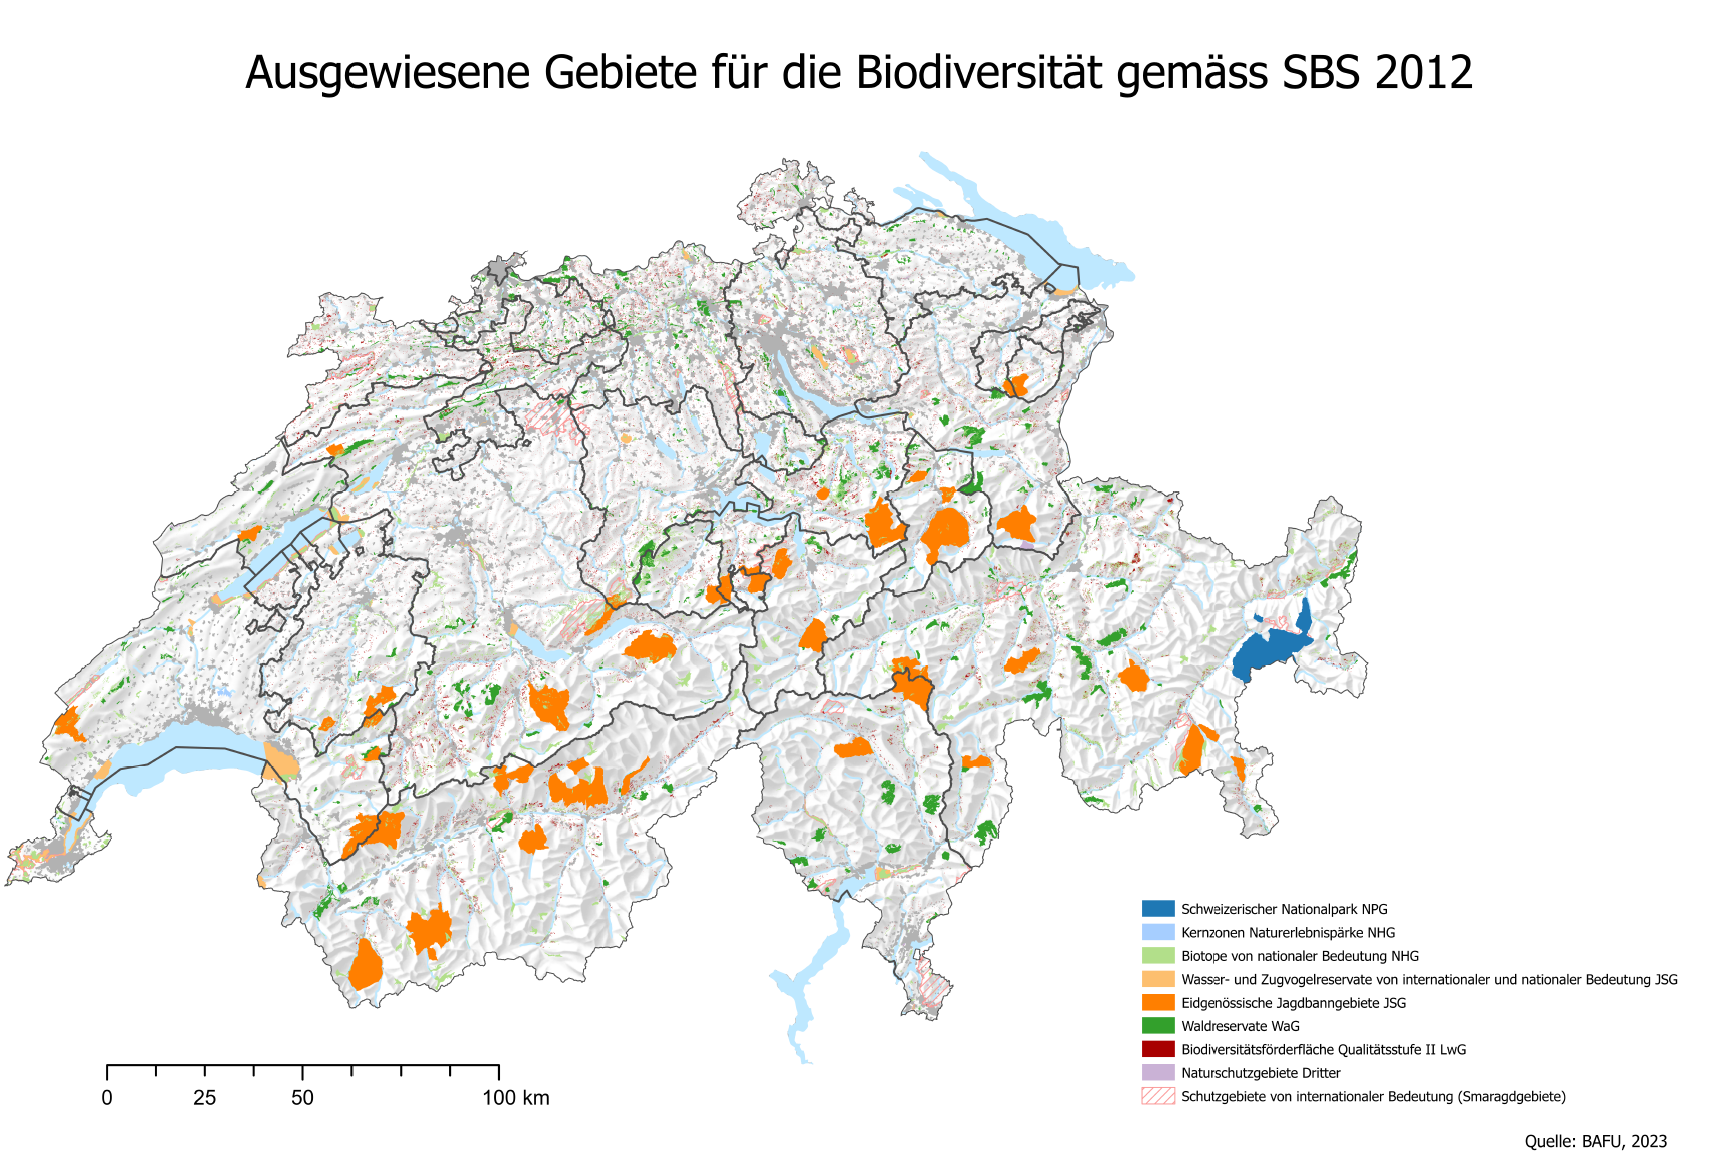 Ausgewiesene Gebiete für die Biodiversität gemäss SBS 2012
Schweizerischer Nationalpark NPG
Kernzonen Naturerlebnispärke NHG
Biotope von nationaler Bedeutung NHG
Wasser- und Zugvogelreservate von internationaler und nationaler Bedeutung JSG
Eidgenössische Jagdbanngebiete JSG
Waldreservate WaG
Biodiversitätsförderfläche Qualitätsstufe II LwG
Naturschutzgebiete Dritter
Schutzgebiete von internationaler Bedeutung (Smaragdgebiete)
0 25 50 100 km
Quelle: BAFU, 2023